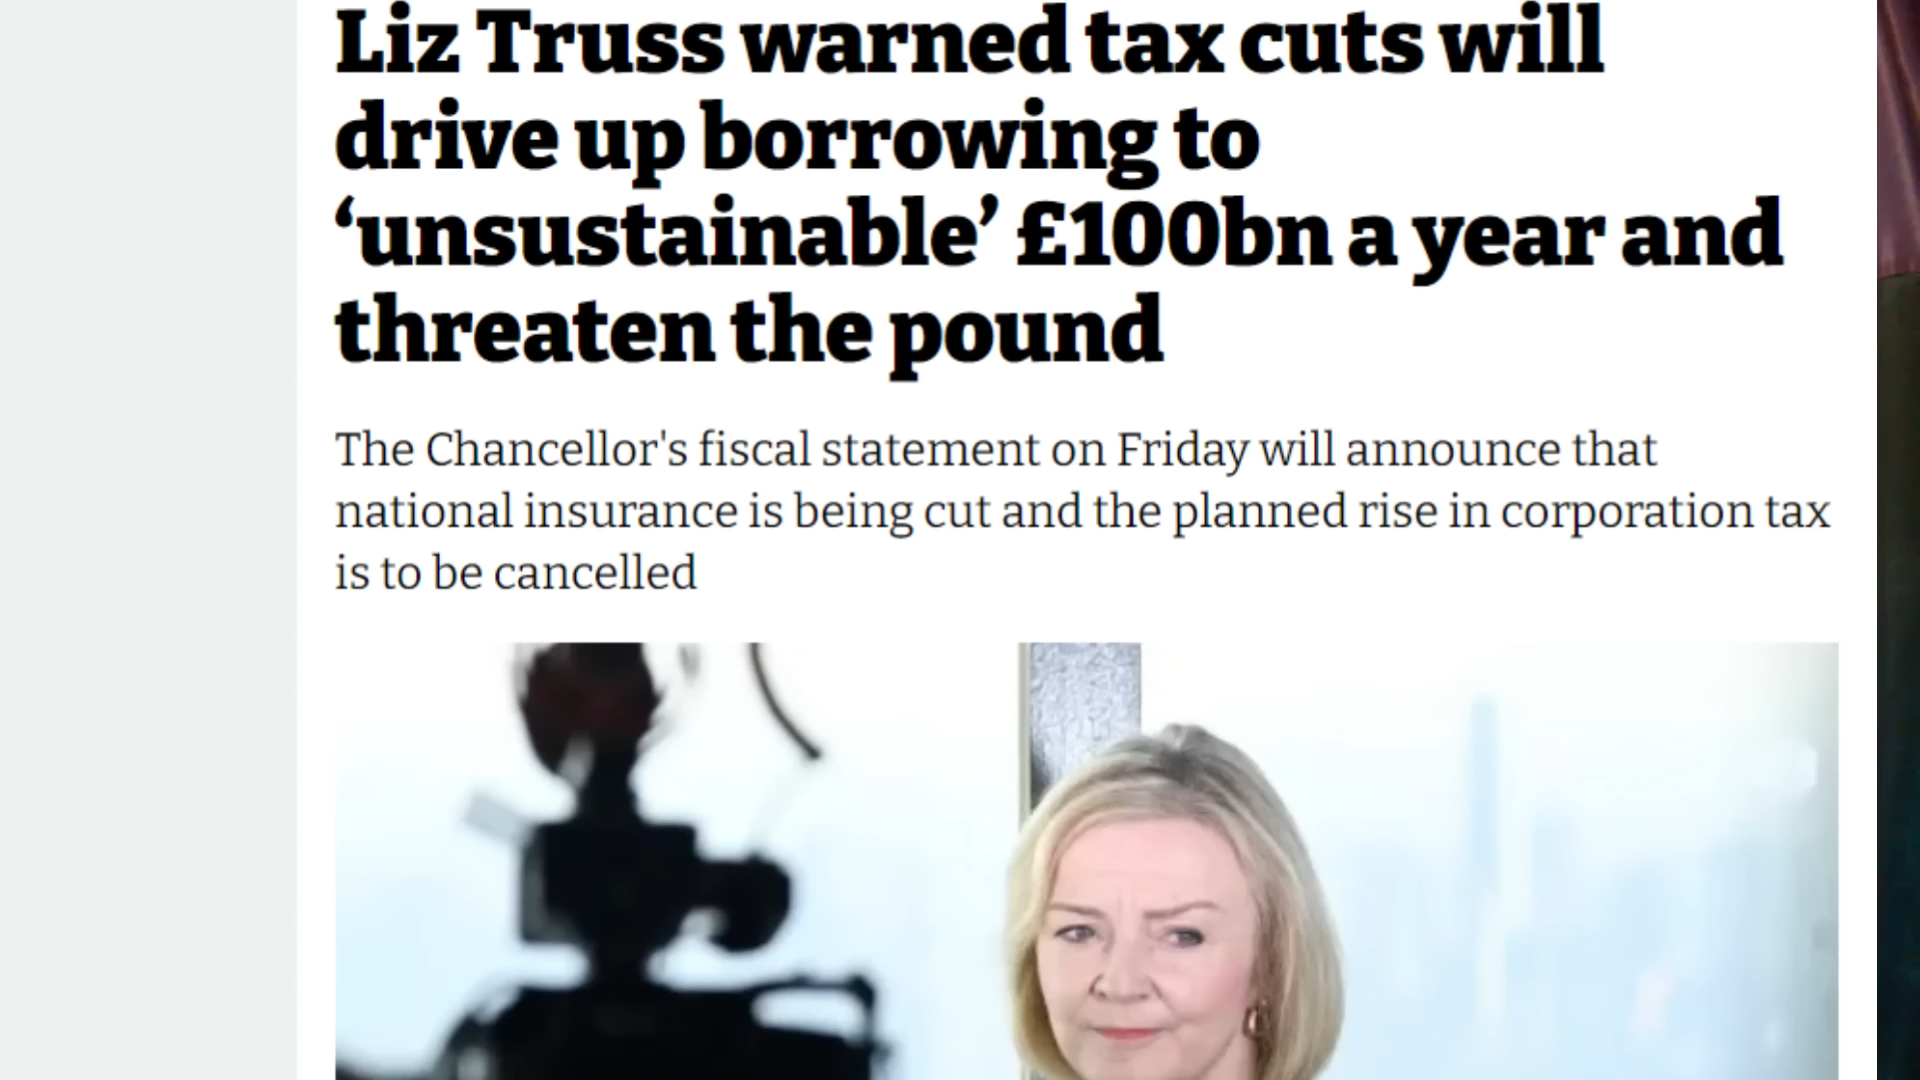 Liz Truss warned tax cuts will
drive up borrowing to
‘unsustainable’ £100bn a year and
threaten the pound
The Chancellor's fiscal statement on Friday will announce that
national insurance is being cut and the planned rise in corporation tax
is to be cancelled